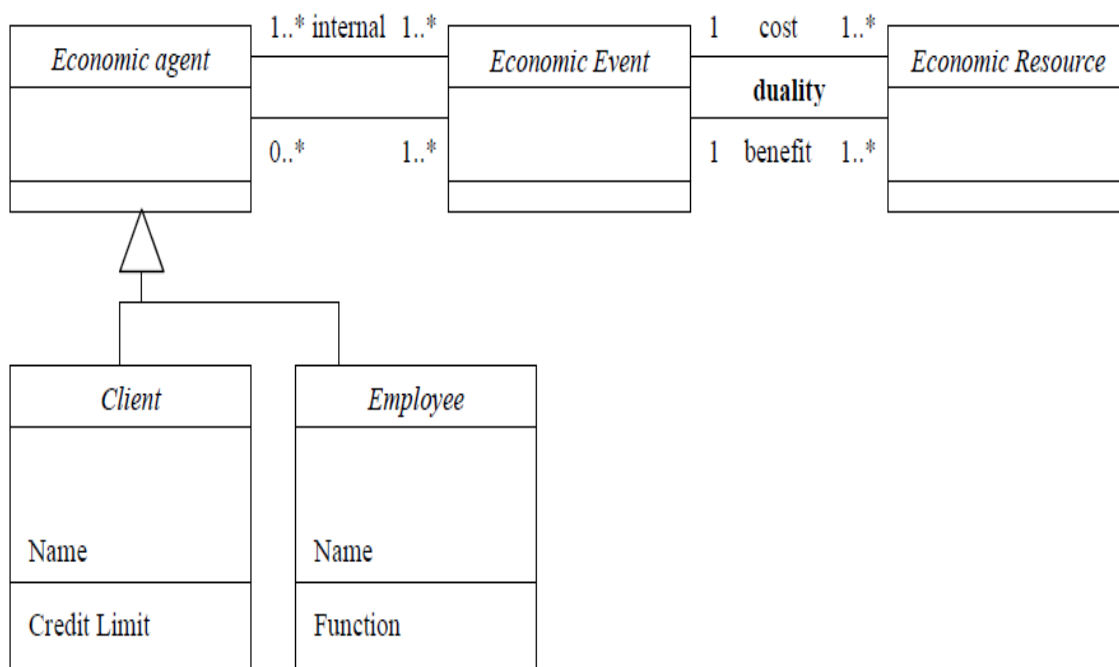 1..* internal 1..*
1 cost 1..*
Economic agent
Economic Event
Economic Resource
duality
0..* 1..*
1 benefit 1..*
Client
Employee
Name
Name
Credit Limit
Function